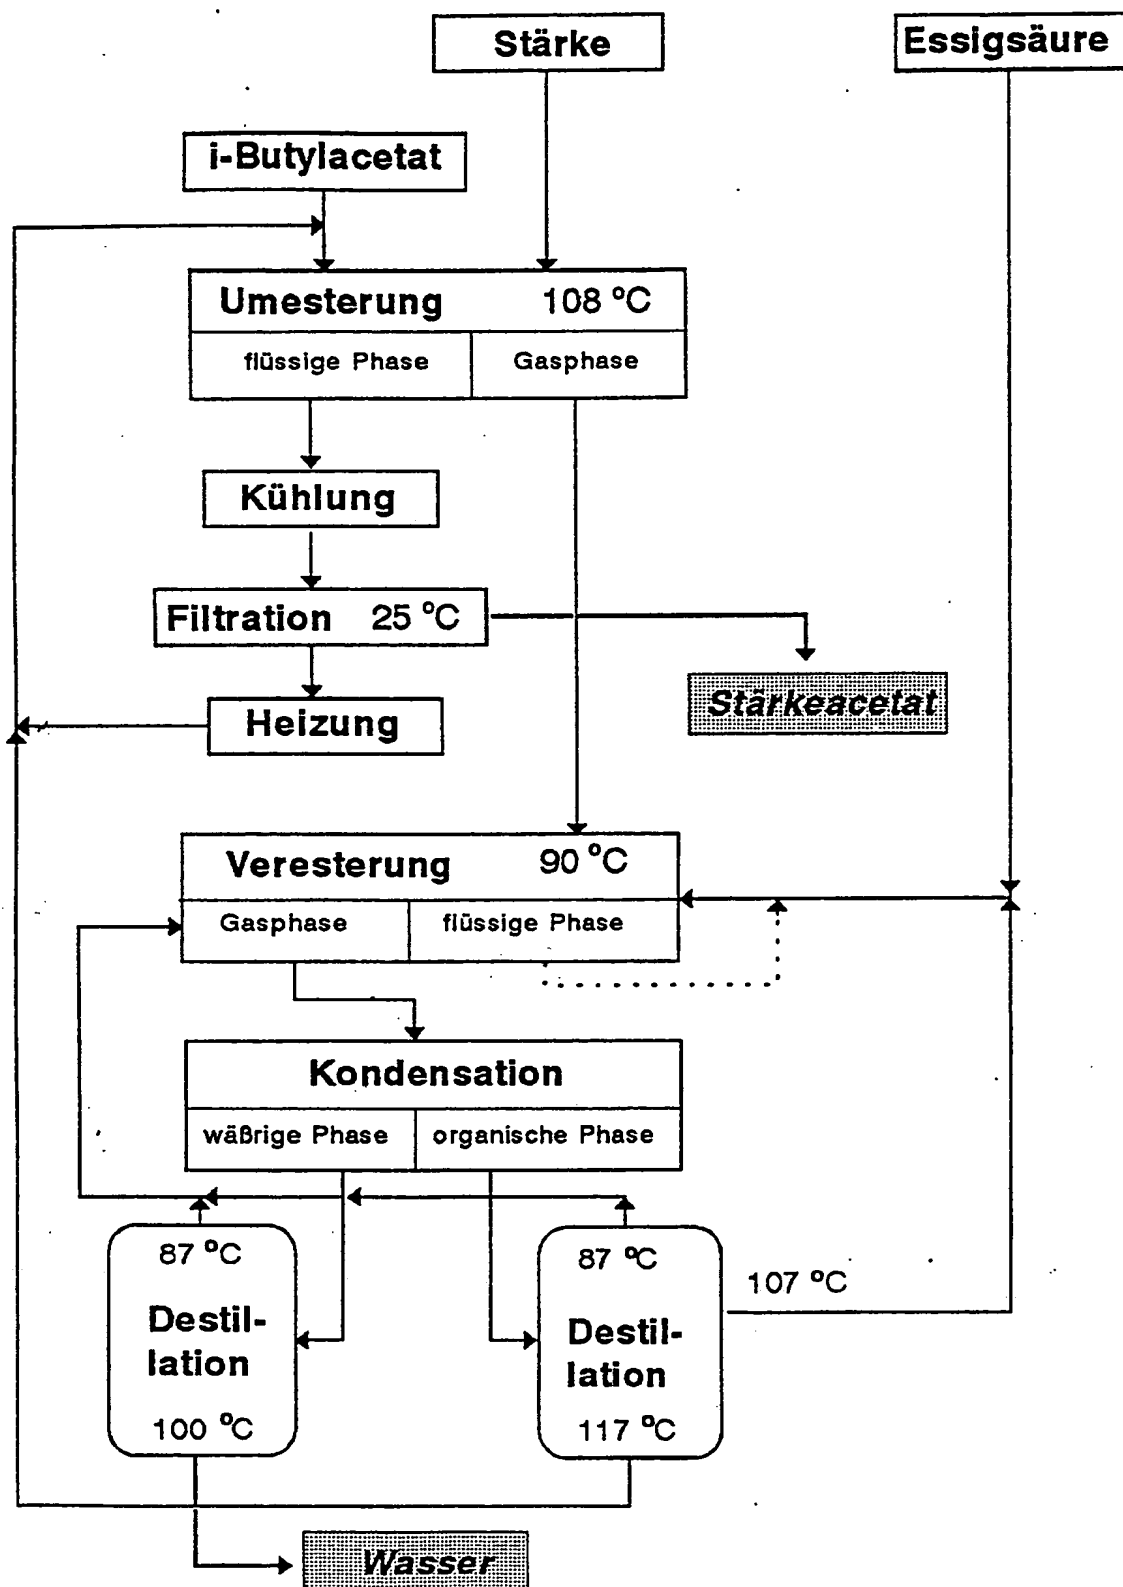 Stärke
Essigsäure
i-Butylacetat
Umesterung 108 °C
flüssige Phase Gasphase
Kühlung
Filtration 25 °C
Stärkeacetat
Heizung
Veresterung 90 °C
Gasphase flüssige Phase
Kondensation
wäßrige Phase organische Phase
87 °C
Destil-
lation
100 °C
87 °C
Destil-
lation
117 °C
107 °C
Wasser